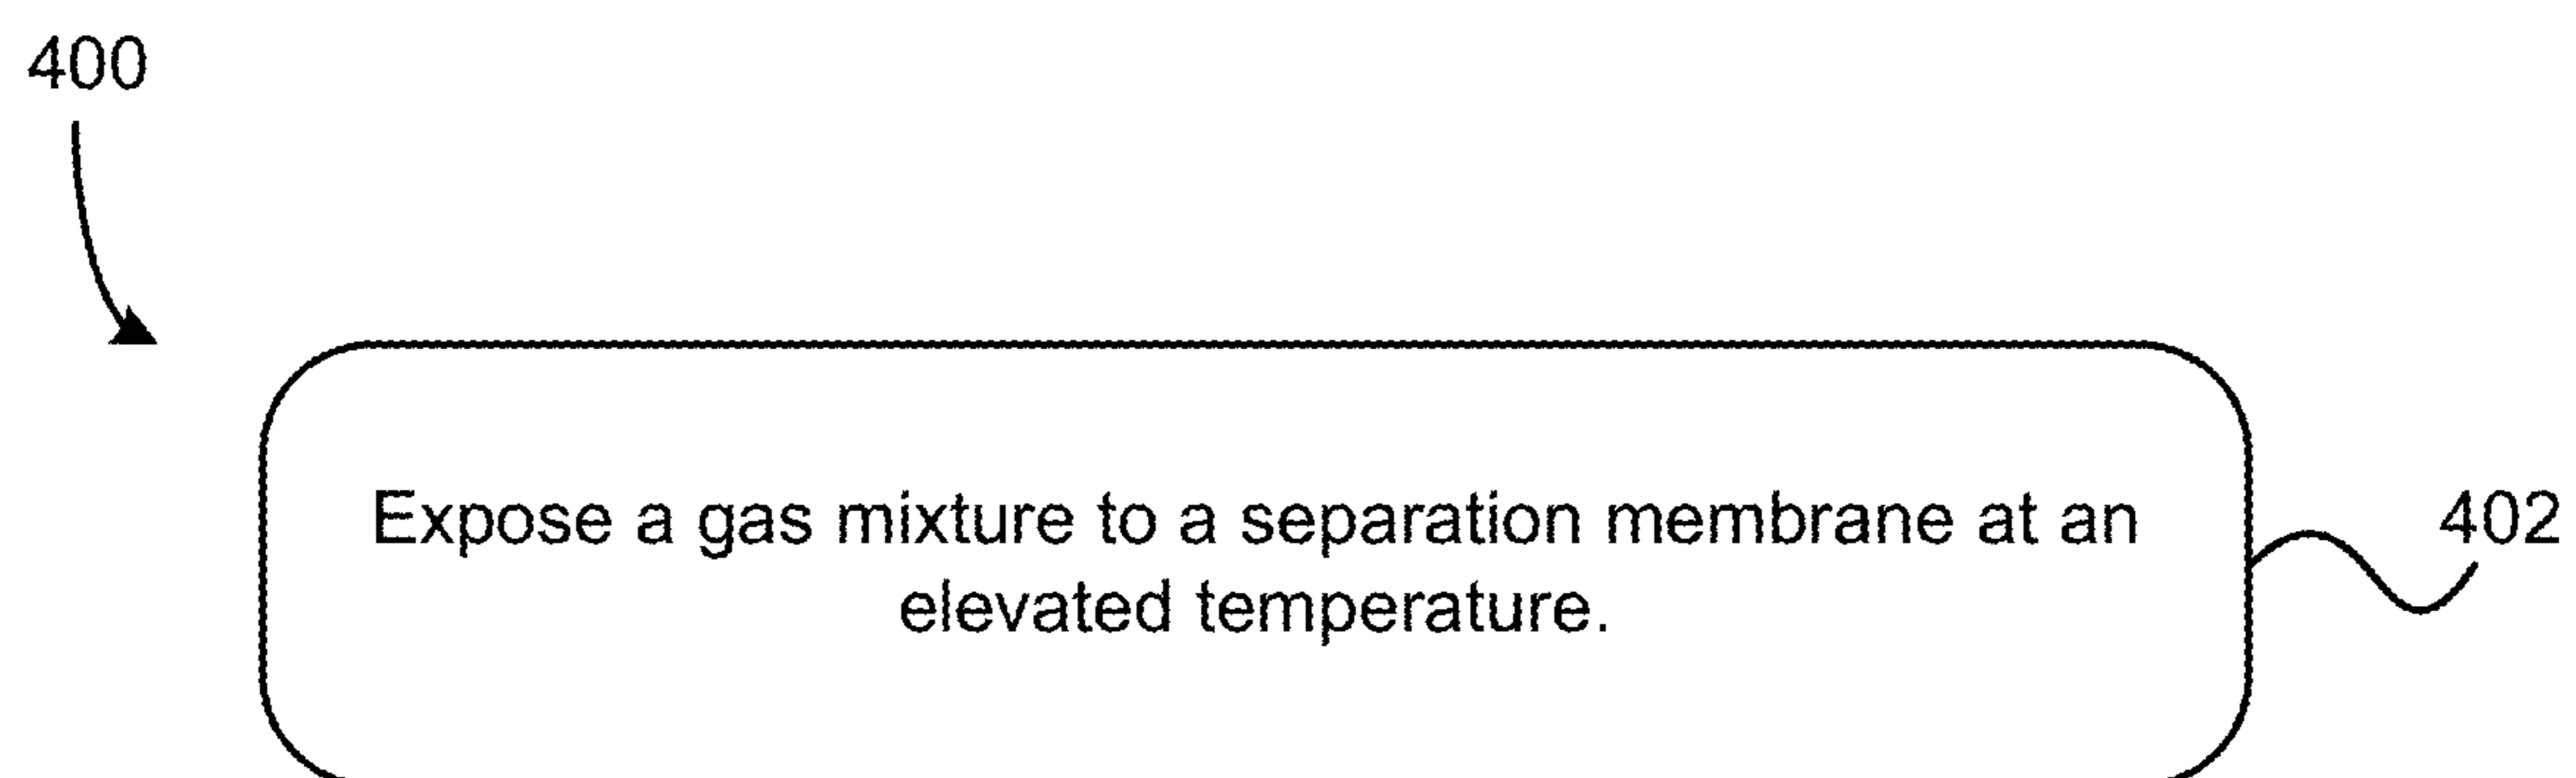 400
Expose a gas mixture to a separation membrane at an
402
elevated temperature.